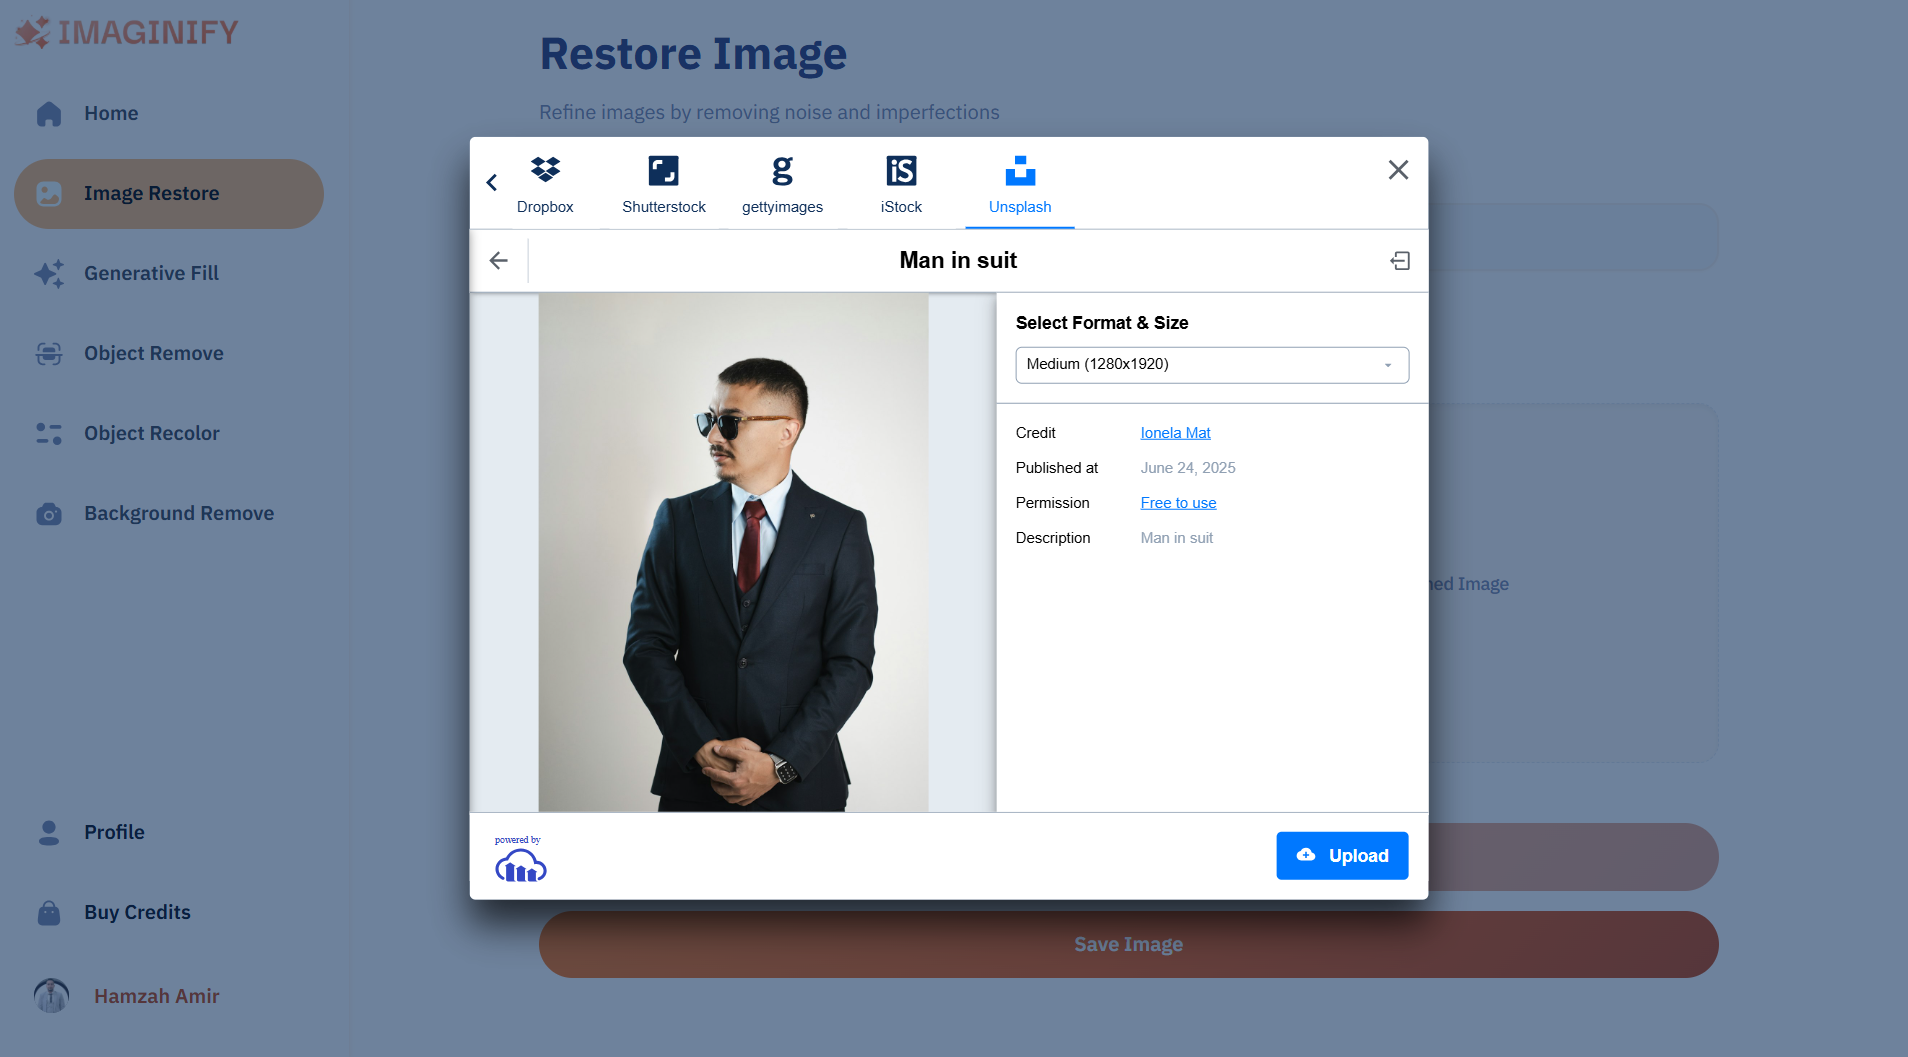 IMAGINIFY
Home
Image Restore
Generative Fill
Object Remove
Object Recolor
Background Remove
Profile
Buy Credits
Hamzah Amir
Restore Image
Refine images by removing noise and imperfections
Dropbox
Shutterstock
gettyimages
iS
iStock
Unsplash
Man in suit
Select Format & Size
Medium (1280x1920)
Credit Ionela Mat
Published at June 24, 2025
Permission Free to use
Description Man in suit
powered by
Upload
Image
Save Image